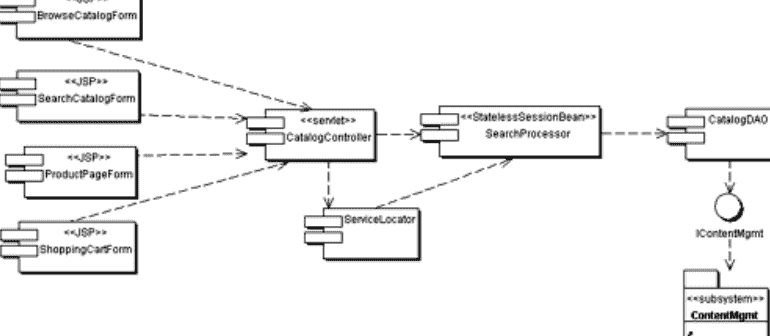 BrowseCatalogForm
<<JSP>>
SearchCatalogForm
<<JSP>>
ProductPageForm
<<JSP>>
ShoppingCartForm
<<servlet>>
CatalogController
ServiceLocator
<<StatelessSessionBean>>
SearchProcessor
CatalogDAO
IContentMgmt
<<subsystem>>
ContentMgmt